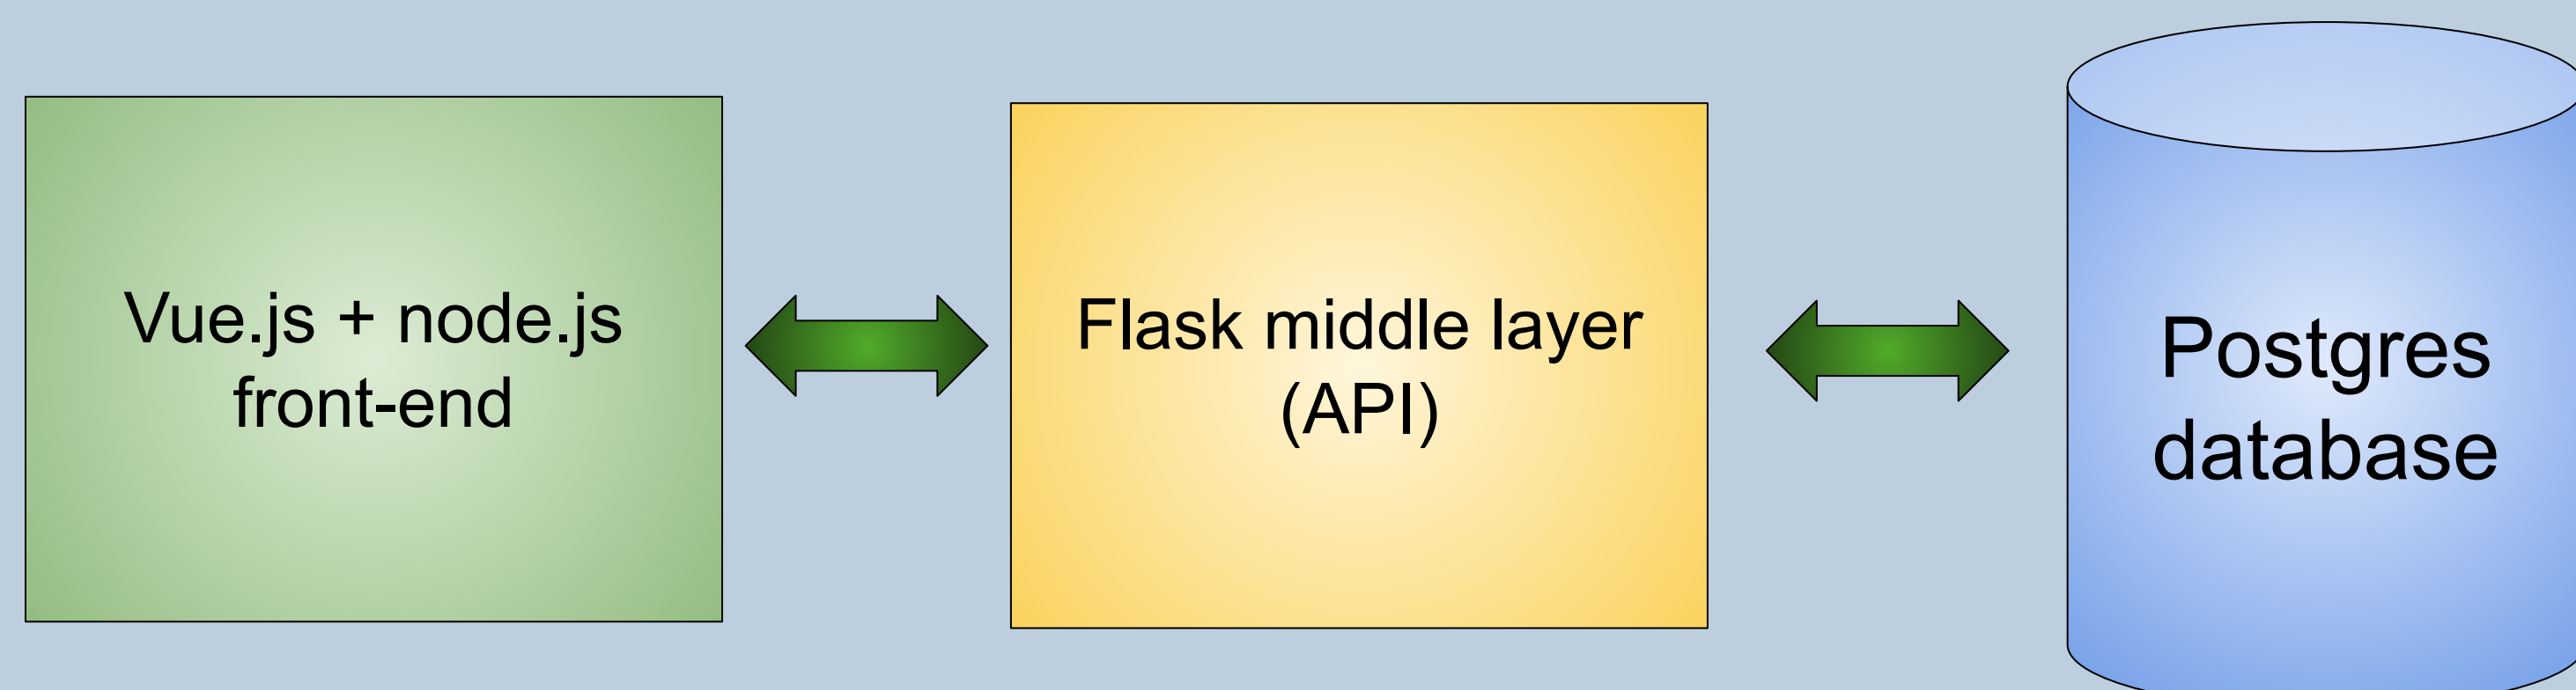 Vue.js + node.js
front-end
Flask middle layer
(API)
Postgres
database